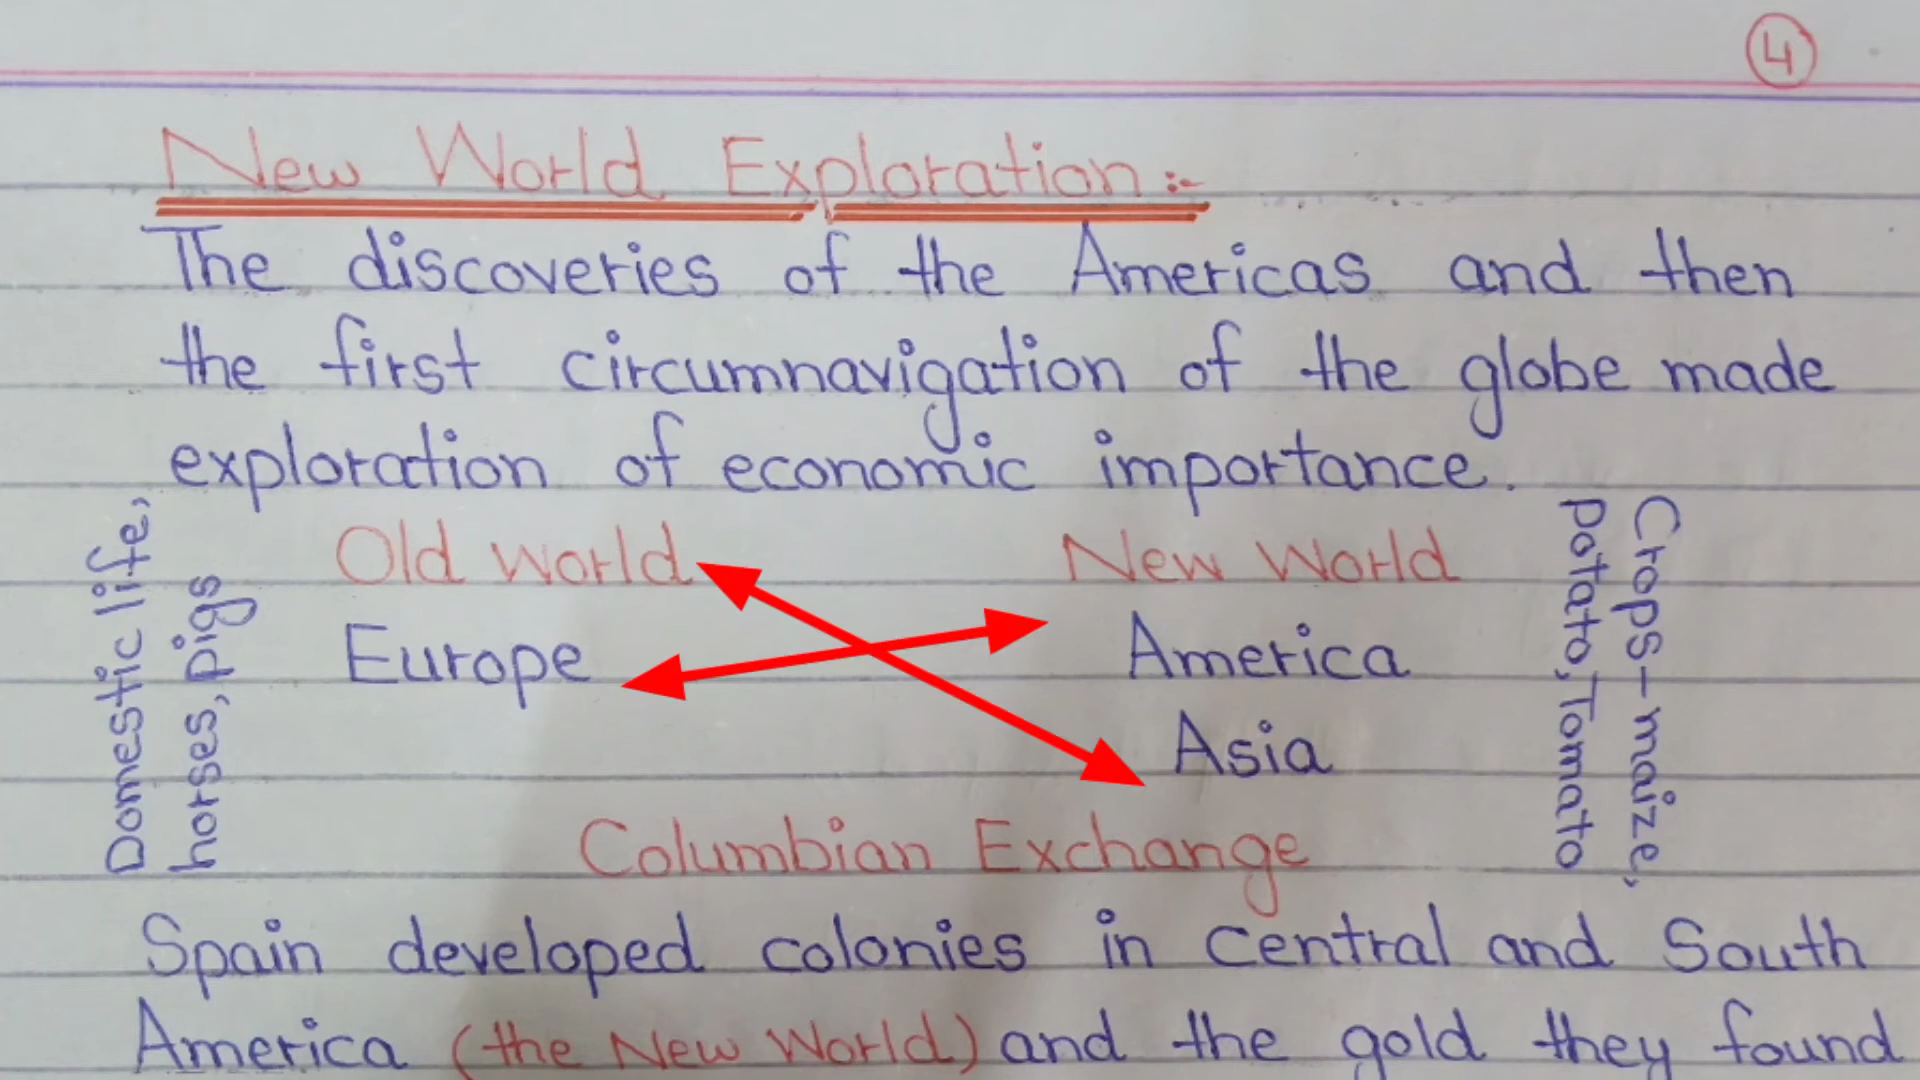 4
New World Exploration:-
The discoveries of the Americas and then
the first circumnavigation of the globe made
exploration of economic importance.
Domestic life,
horses, pigs
Old World
New World
Europe
America
Asia
Crops-maize,
potato, Tomato
Columbian Exchange
Spain developed colonies in Central and South
America (the New World) and the gold they found